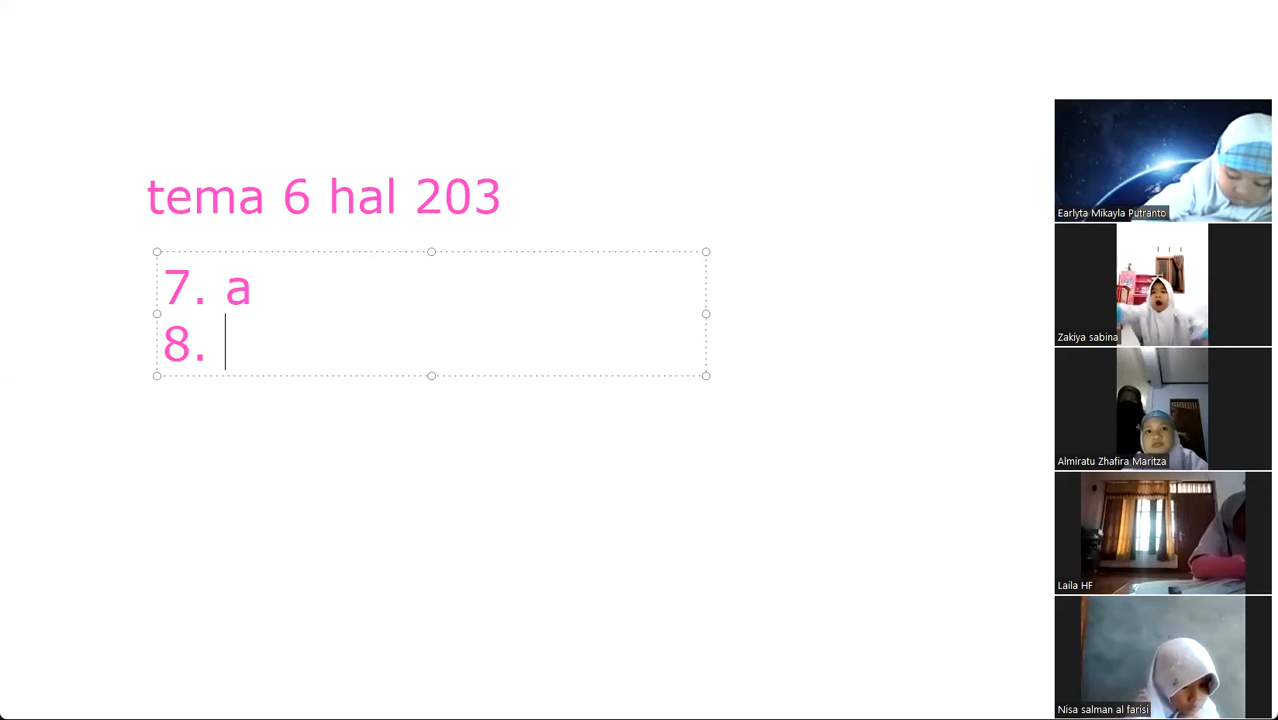 tema 6 hal 203
7. a
8.
Earlyta Mikayla Putranto
Zakiya sabina
Almiratu Zhafira Maritza
Laila HF
Nisa salman al farisi